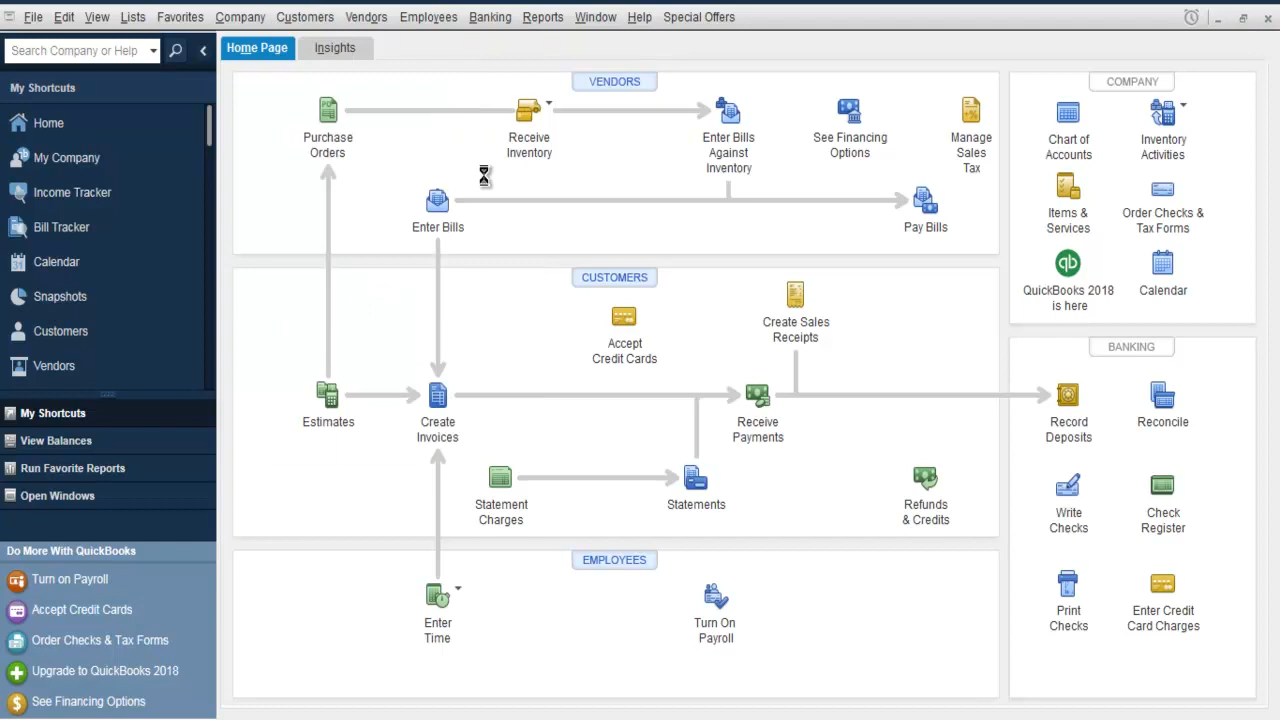 File Edit View Lists Favorites Company Customers Vendors Employees Banking Reports Window Help Special Offers
Search Company or Help
My Shortcuts
Home
My Company
Income Tracker
Bill Tracker
Calendar
Snapshots
Customers
Vendors
My Shortcuts
View Balances
Run Favorite Reports
Open Windows
Do More With QuickBooks
Turn on Payroll
Accept Credit Cards
Order Checks & Tax Forms
Upgrade to QuickBooks 2018
See Financing Options
Home Page Insights
VENDORS
Purchase
Orders
Receive
Inventory
Enter Bills
Against
Inventory
See Financing
Options
Manage
Sales
Tax
Enter Bills
Pay Bills
CUSTOMERS
Accept
Credit Cards
Create Sales
Receipts
Estimates
Create
Invoices
Receive
Payments
Statement
Charges
Statements
Refunds
& Credits
EMPLOYEES
Enter
Time
Turn On
Payroll
COMPANY
Chart of
Accounts
Inventory
Activities
Items &
Services
Order Checks &
Tax Forms
qb
QuickBooks 2018
is here
Calendar
BANKING
Record
Deposits
Reconcile
Write
Checks
Check
Register
Print
Checks
Enter Credit
Card Charges